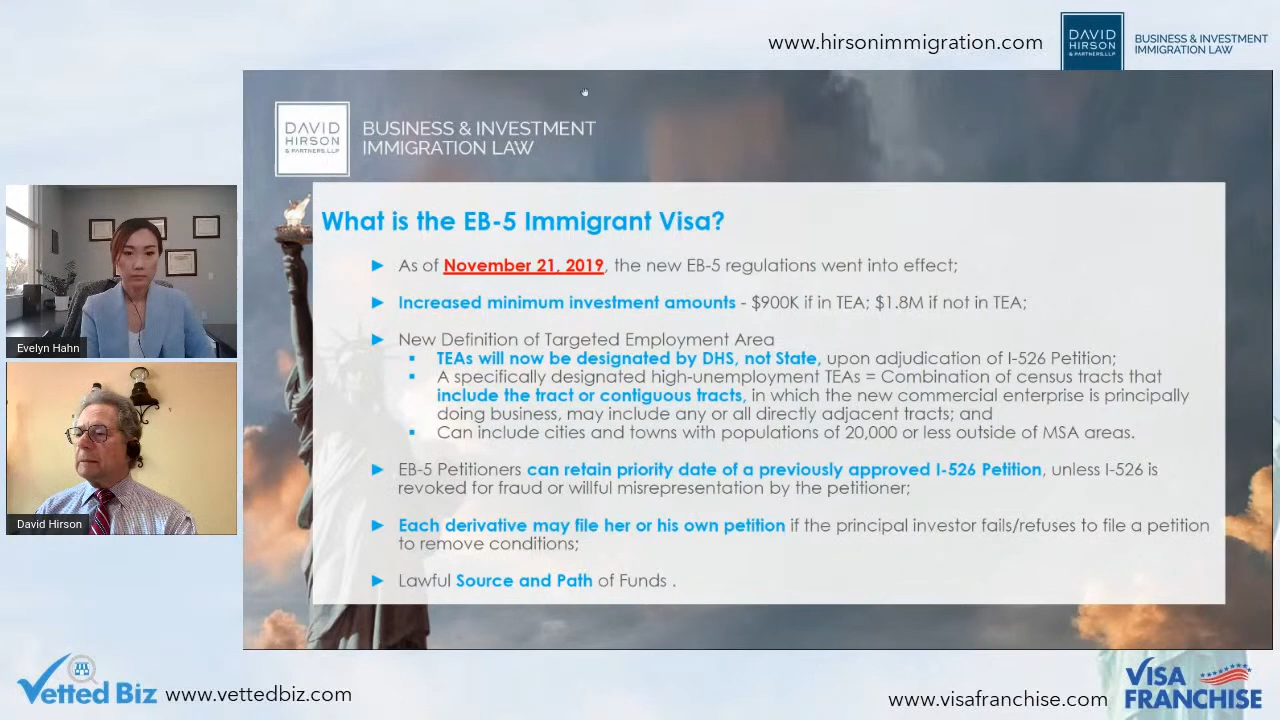 www.hirsonimmigration.com
DAVID
HIRSON
& PARTNERS, LLP
BUSINESS & INVESTMENT
IMMIGRATION LAW
DAVID
HIRSON
& PARTNERS, LLP
BUSINESS & INVESTMENT
IMMIGRATION LAW
What is the EB-5 Immigrant Visa?
As of November 21, 2019, the new EB-5 regulations went into effect;
Increased minimum investment amounts - $900K if in TEA; $1.8M if not in TEA;
New Definition of Targeted Employment Area
TEAs will now be designated by DHS, not State, upon adjudication of I-526 Petition;
A specifically designated high-unemployment TEAs = Combination of census tracts that
include the tract or contiguous tracts, in which the new commercial enterprise is principally
doing business, may include any or all directly adjacent tracts; and
Can include cities and towns with populations of 20,000 or less outside of MSA areas.
EB-5 Petitioners can retain priority date of a previously approved I-526 Petition, unless I-526 is
revoked for fraud or willful misrepresentation by the petitioner;
Each derivative may file her or his own petition if the principal investor fails/refuses to file a petition
to remove conditions;
Lawful Source and Path of Funds .
Evelyn Hahn
David Hirson
Vetted Biz
www.vettedbiz.com
www.visafranchise.com
VISA
FRANCHISE